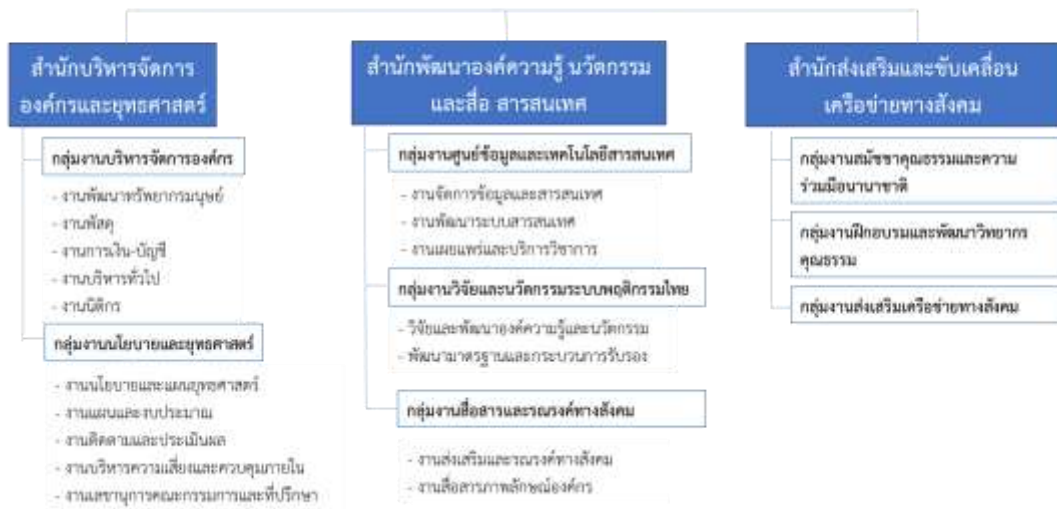 สำนักบริหารจัดการ
องค์กรและยุทธศาสตร์
กลุ่มงานบริหารจัดการองค์กร
- งานพัฒนาทรัพยากรมนุษย์
- งานพัสดุ
- งานการเงิน-บัญชี
- งานบริหารทั่วไป
- งานนิติกร
กลุ่มงานนโยบายและยุทธศาสตร์
- งานนโยบายและแผนยุทธศาสตร์
- งานแผนและงบประมาณ
- งานติดตามและประเมินผล
- งานบริหารความเสี่ยงและควบคุมภายใน
- งานเลขานุการคณะกรรมการและที่ปรึกษา
สำนักพัฒนาองค์ความรู้ นวัตกรรม
และสื่อ สารสนเทศ
กลุ่มงานศูนย์ข้อมูลและเทคโนโลยีสารสนเทศ
- งานจัดการข้อมูลและสารสนเทศ
- งานพัฒนาระบบสารสนเทศ
- งานเผยแพร่และบริการวิชาการ
กลุ่มงานวิจัยและนวัตกรรมระบบพฤติกรรมไทย
- วิจัยและพัฒนาองค์ความรู้และนวัตกรรม
- พัฒนามาตรฐานและกระบวนการรับรอง
กลุ่มงานสื่อสารและรณรงค์ทางสังคม
- งานส่งเสริมและรณรงค์ทางสังคม
- งานสื่อสารภาพลักษณ์องค์กร
สำนักส่งเสริมและขับเคลื่อน
เครือข่ายทางสังคม
กลุ่มงานสมัชชาคุณธรรมและความ
ร่วมมือนานาชาติ
กลุ่มงานฝึกอบรมและพัฒนาวิทยากร
คุณธรรม
กลุ่มงานส่งเสริมเครือข่ายทางสังคม